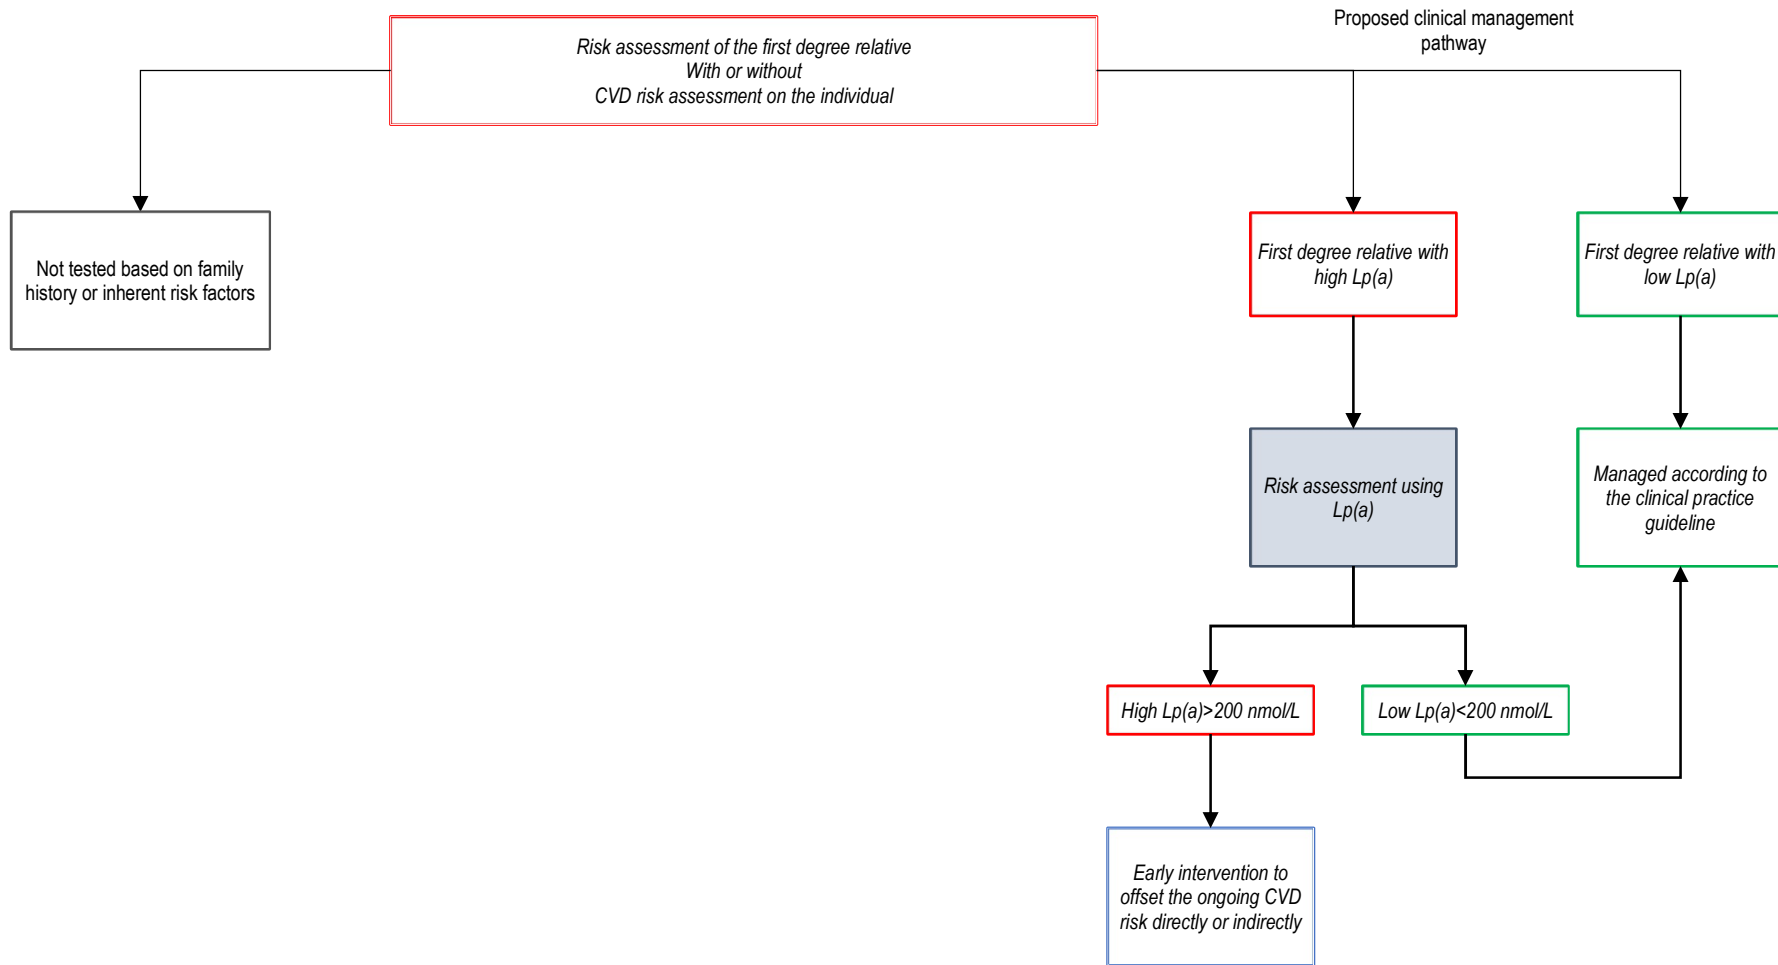 Proposed clinical management
pathway
Risk assessment of the first degree relative
With or without
CVD risk assessment on the individual
Not tested based on family
history or inherent risk factors
First degree relative with
high Lp(a)
First degree relative with
low Lp(a)
Risk assessment using
Lp(a)
Managed according to
the clinical practice
guideline
High Lp(a)>200 nmol/L
Low Lp(a)<200 nmol/L
Early intervention to
offset the ongoing CVD
risk directly or indirectly